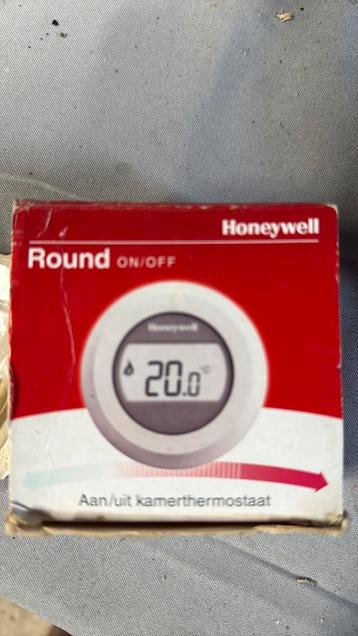 Honeywell
Round ON/OFF
Honeywell
20.0 °C
Aan/uit kamerthermostaat